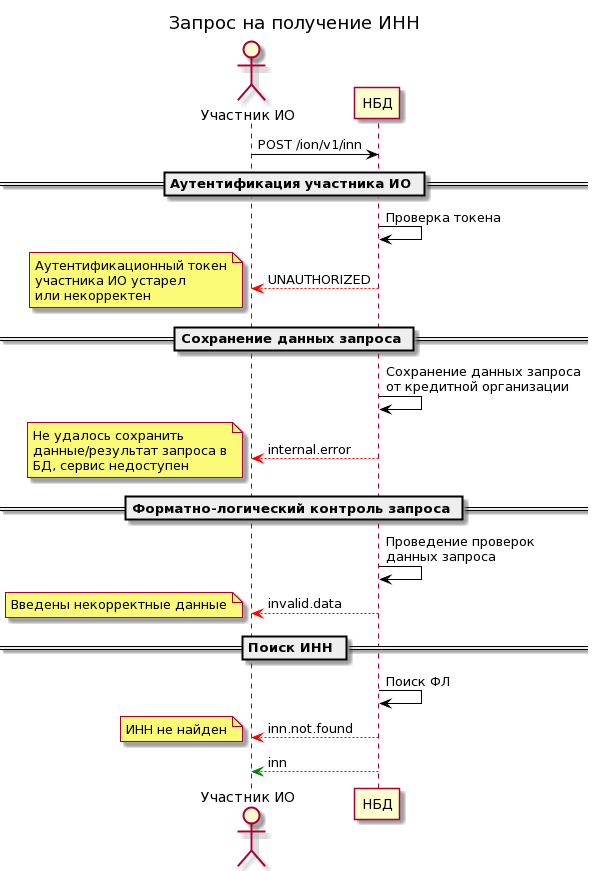 Запрос на получение ИНН
Участник ИО
НБД
POST /ion/v1/inn
Аутентификация участника ИО
Проверка токена
Аутентификационный токен
участника ИО устарел
или некорректен
UNAUTHORIZED
Сохранение данных запроса
Сохранение данных запроса
от кредитной организации
Не удалось сохранить
данные/результат запроса в
БД, сервис недоступен
internal.error
Форматно-логический контроль запроса
Проведение проверок
данных запроса
Введены некорректные данные
invalid.data
Поиск ИНН
Поиск ФЛ
ИНН не найден
inn.not.found
inn
Участник ИО
НБД